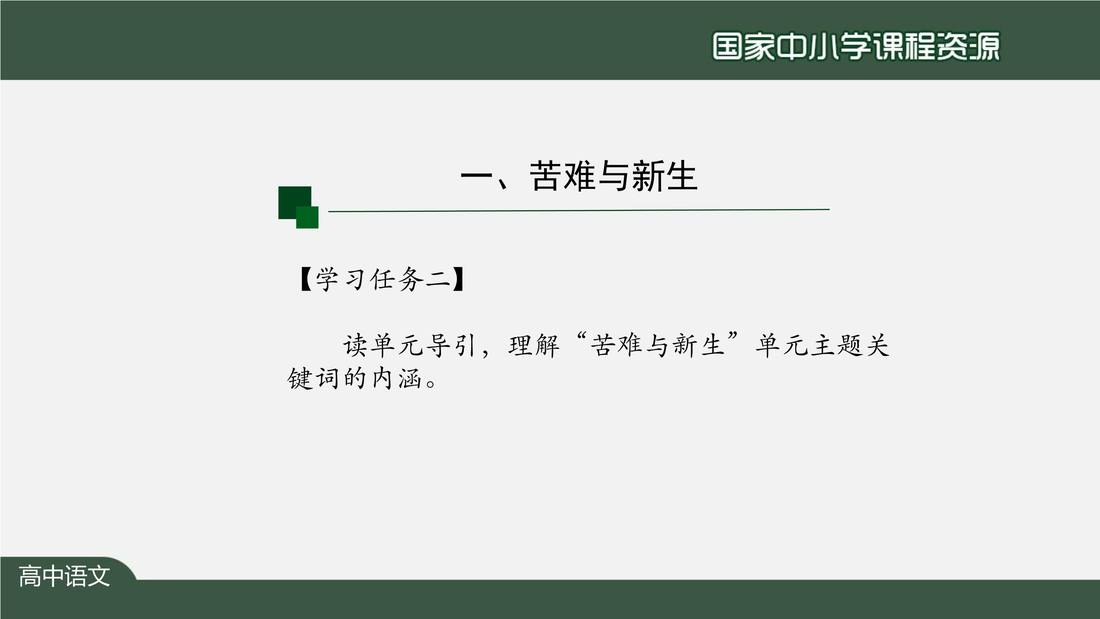 国家中小学课程资源
一、苦难与新生
【学习任务二】
读单元导引，理解“苦难与新生”单元主题关
键词的内涵。
高中语文